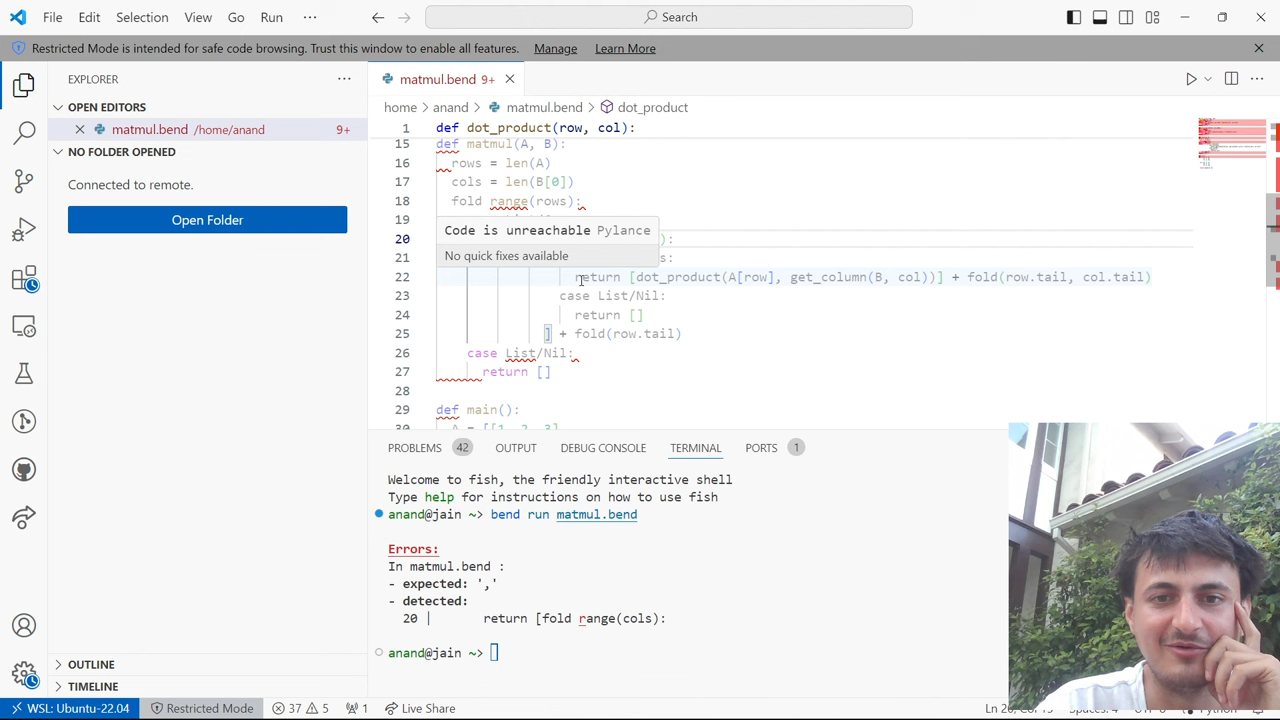 File Edit Selection View Go Run ··· Search
Restricted Mode is intended for safe code browsing. Trust this window to enable all features. Manage Learn More
EXPLORER
OPEN EDITORS
matmul.bend /home/anand 9+
NO FOLDER OPENED
Connected to remote.
Open Folder
OUTLINE
TIMELINE
matmul.bend 9+
home > anand > matmul.bend > dot_product
1 def dot_product(row, col):
15 def matmul(A, B):
16 rows = len(A)
17 cols = len(B[0])
18 fold range(rows):
19
20 ):
Code is unreachable Pylance
No quick fixes available
21 s:
22 return [dot_product(A[row], get_column(B, col))] + fold(row.tail, col.tail)
23 case List/Nil:
24 return []
25 ] + fold(row.tail)
26 case List/Nil:
27 return []
28
29 def main():
30 A = [[1, 2, 3]
PROBLEMS 42 OUTPUT DEBUG CONSOLE TERMINAL PORTS 1
Welcome to fish, the friendly interactive shell
Type help for instructions on how to use fish
anand@jain ~> bend run matmul.bend
Errors:
In matmul.bend :
- expected: ','
- detected:
20 | return [fold range(cols):
anand@jain ~>
WSL: Ubuntu-22.04 Restricted Mode 37 5 1 Live Share